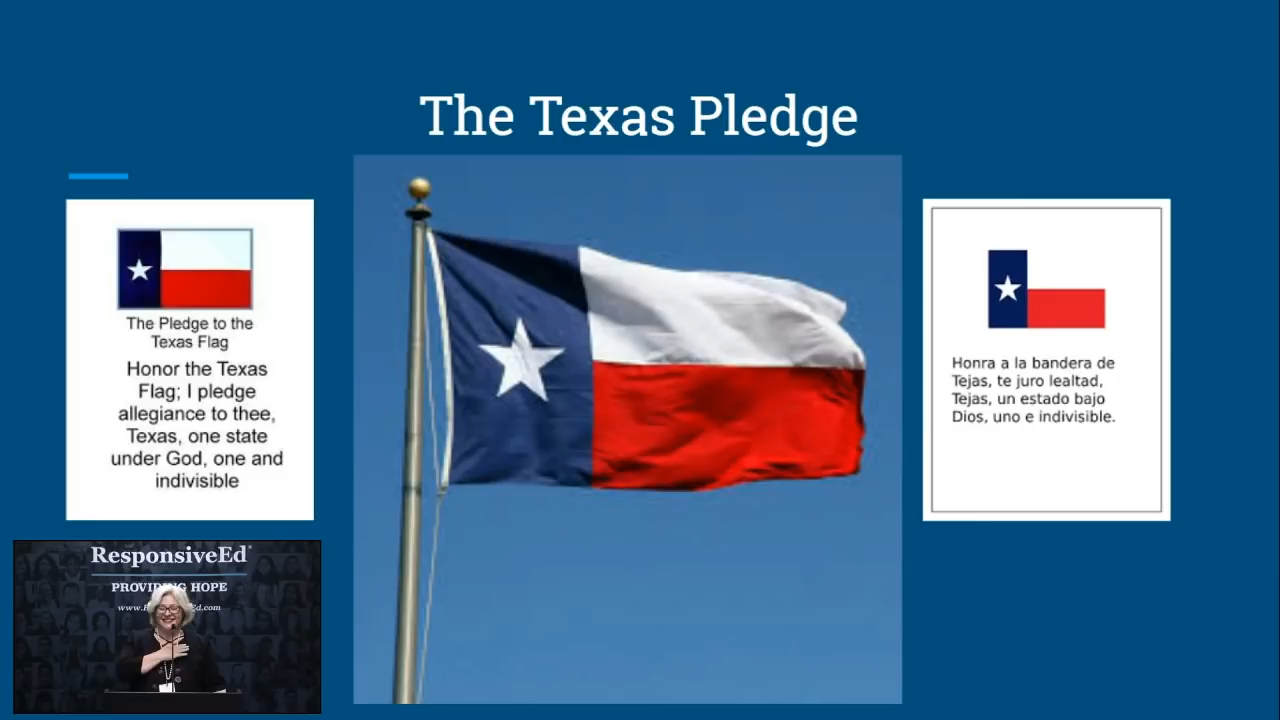 The Texas Pledge
The Pledge to the
Texas Flag
Honor the Texas
Flag; I pledge
allegiance to thee,
Texas, one state
under God, one and
indivisible
Honra a la bandera de
Tejas, te juro lealtad,
Tejas, un estado bajo
Dios, uno e indivisible.
ResponsiveEd
PROVIDING HOPE